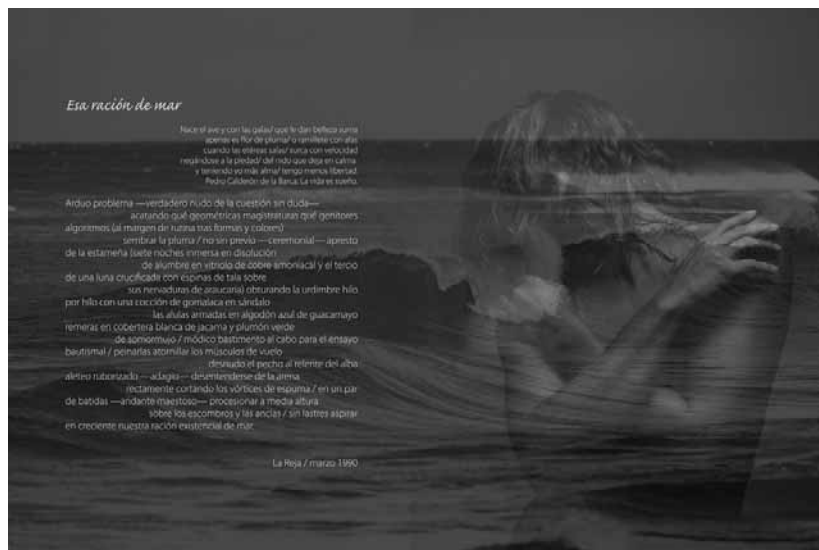 Esa ración de mar
Nace el ave y con las galas/ que le dan belleza suma
apenas es flor de pluma/ o ramillete con alas
cuando las etéreas salas/ surca con velocidad
negándose a la piedad/ del nido que deja en calma
y teniendo yo más alma/ tengo menos libertad.
Pedro Calderón de la Barca: La vida es sueño.
Arduo problema —verdadero nudo de la cuestión sin duda—
acatando qué geométricas magistraturas qué genitores
algoritmos (al margen de rutina tras formas y colores)
sembrar la pluma / no sin previo —ceremonial— apresto
de la estameña (siete noches inmersa en disolución
de alumbre en vitriolo de cobre amoniacal y el tercio
de una luna crucificada con espinas de tala sobre
sus nervaduras de araucaria) obturando la urdimbre hilo
por hilo con una cocción de gomalaca en sándalo
las alulas armadas en algodón azul de guacamayo
remeras en cobertera blanca de jacama y plumón verde
de somormujo / módico bastimento al cabo para el ensayo
bautismal / peinarlas atornillar los músculos de vuelo
desnudo el pecho al relente del alba
aleteo ruborizado — adagio— desentenderse de la arena
rectamente cortando los vórtices de espuma / en un par
de batidas —andante maestoso— procesionar a media altura
sobre los escombros y las anclas / sin lastres aspirar
en creciente nuestra ración existencial de mar.
La Reja / marzo 1990